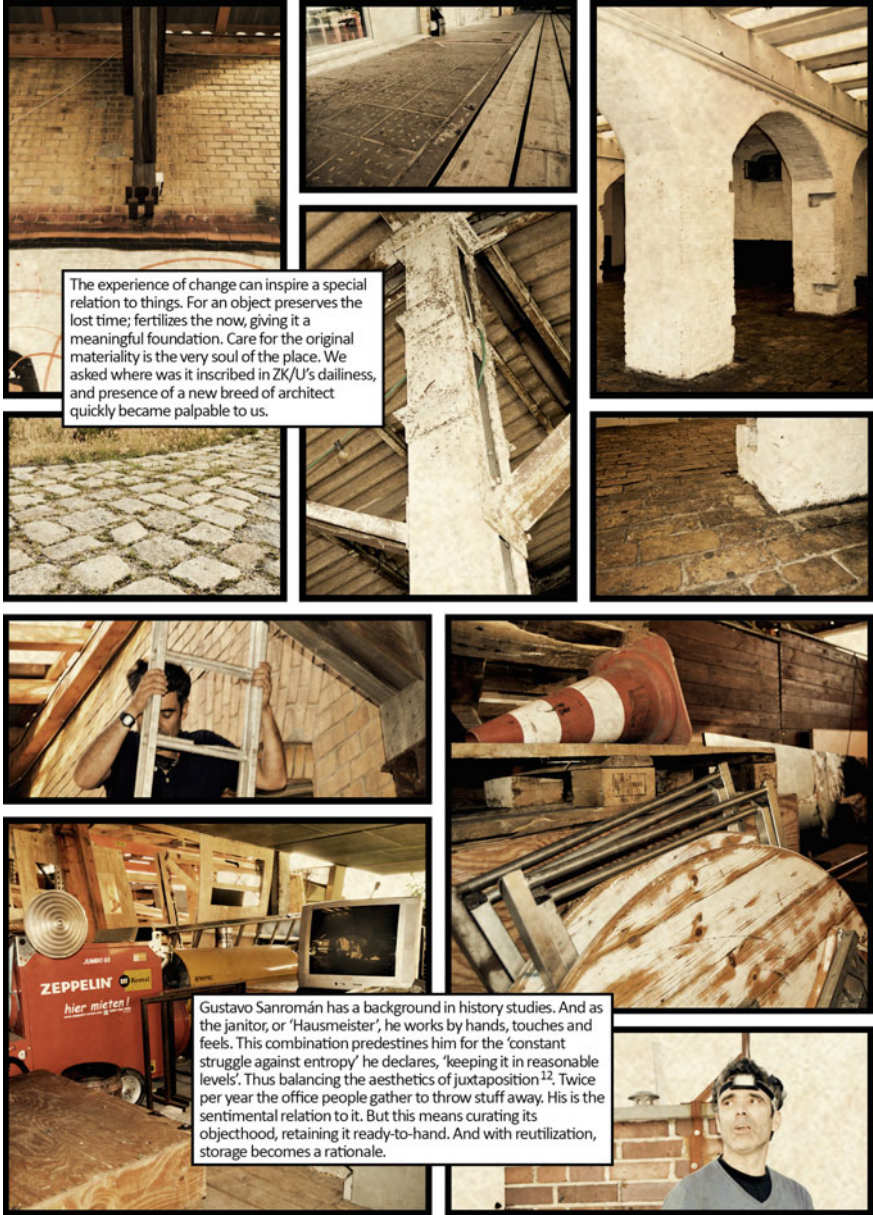 The experience of change can inspire a special
relation to things. For an object preserves the
lost time; fertilizes the now, giving it a
meaningful foundation. Care for the original
materiality is the very soul of the place. We
asked where was it inscribed in ZK/U's dailiness,
and presence of a new breed of architect
quickly became palpable to us.
JUMBO 65
ZEPPELIN
Rental
hier mieten!
Gustavo Sanromán has a background in history studies. And as
the janitor, or ‘Hausmeister’, he works by hands, touches and
feels. This combination predestines him for the ‘constant
struggle against entropy’ he declares, ‘keeping it in reasonable
levels’. Thus balancing the aesthetics of juxtaposition 12. Twice
per year the office people gather to throw stuff away. His is the
sentimental relation to it. But this means curating its
objecthood, retaining it ready-to-hand. And with reutilization,
storage becomes a rationale.